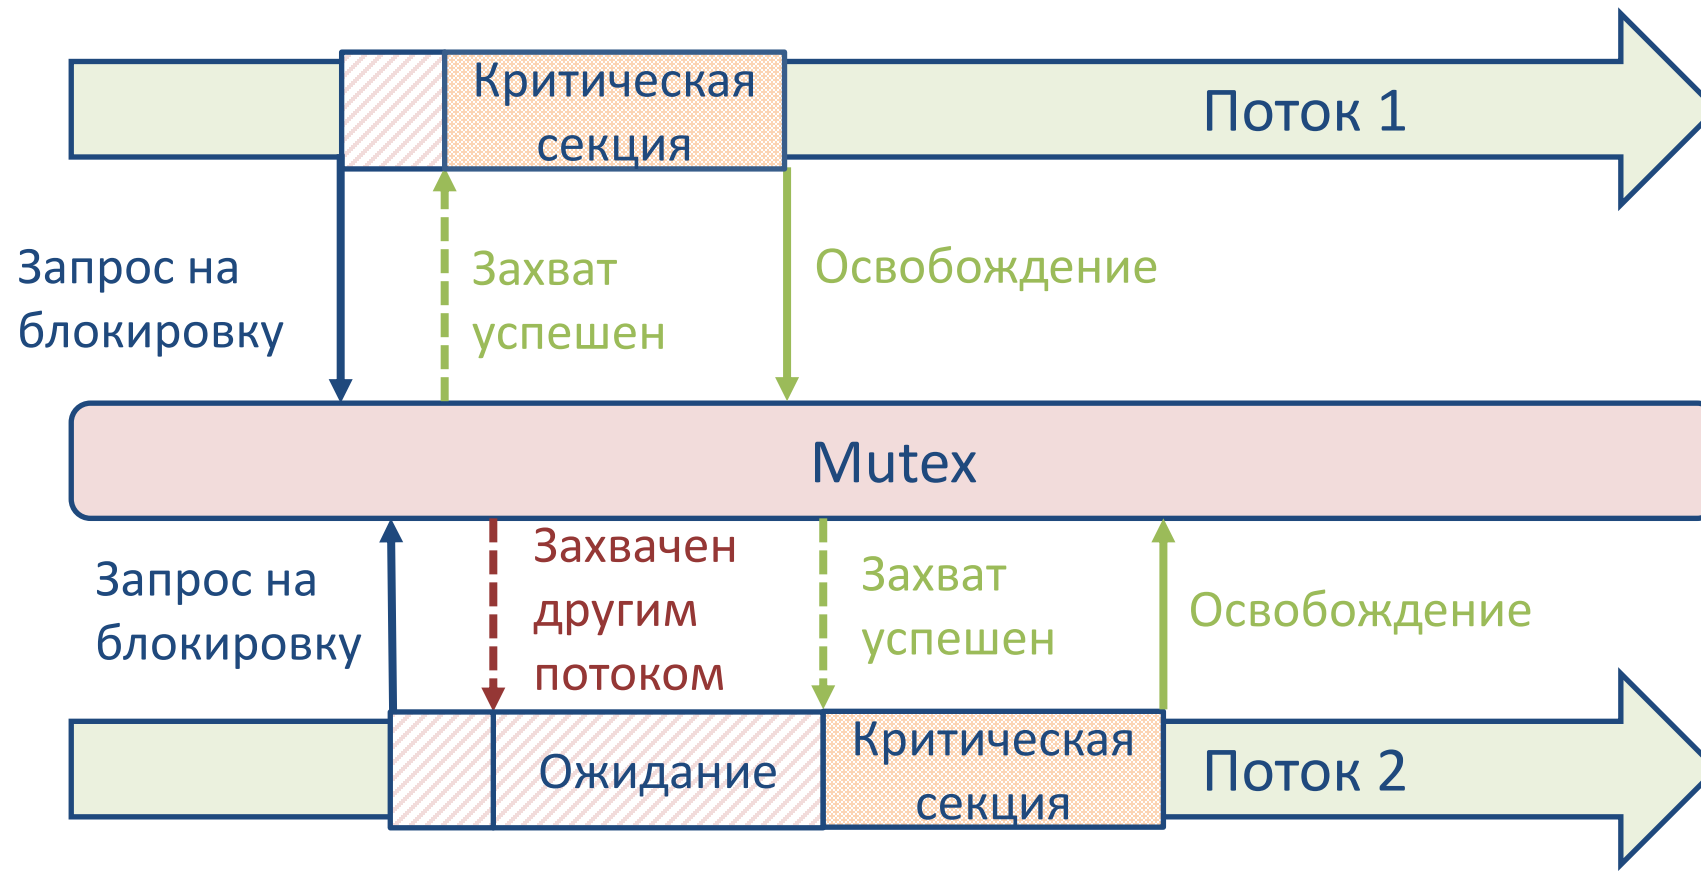 Критическая
секция
Поток 1
Запрос на
блокировку
Захват
успешен
Освобождение
Mutex
Запрос на
блокировку
Захвачен
другим
потоком
Захват
успешен
Освобождение
Ожидание
Критическая
секция
Поток 2